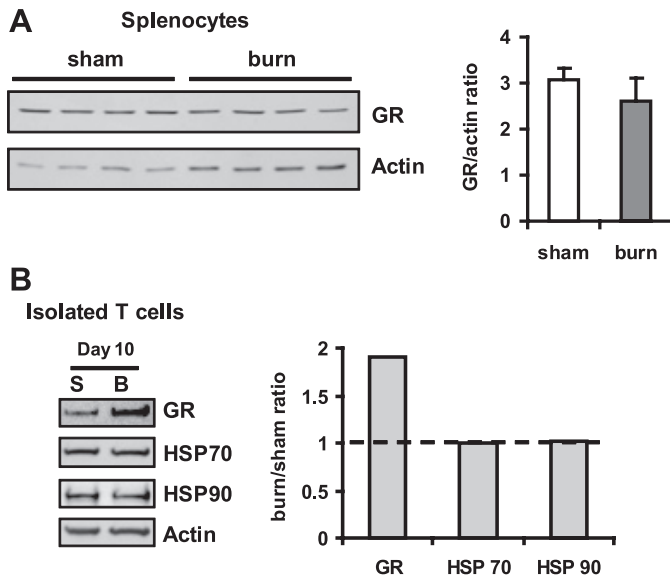 A
Splenocytes
sham burn
GR
Actin
GR/actin ratio
4
3
2
1
0
sham burn
B
Isolated T cells
Day 10
S B
GR
HSP70
HSP90
Actin
burn/sham ratio
2
1.5
1
0.5
0
GR HSP 70 HSP 90